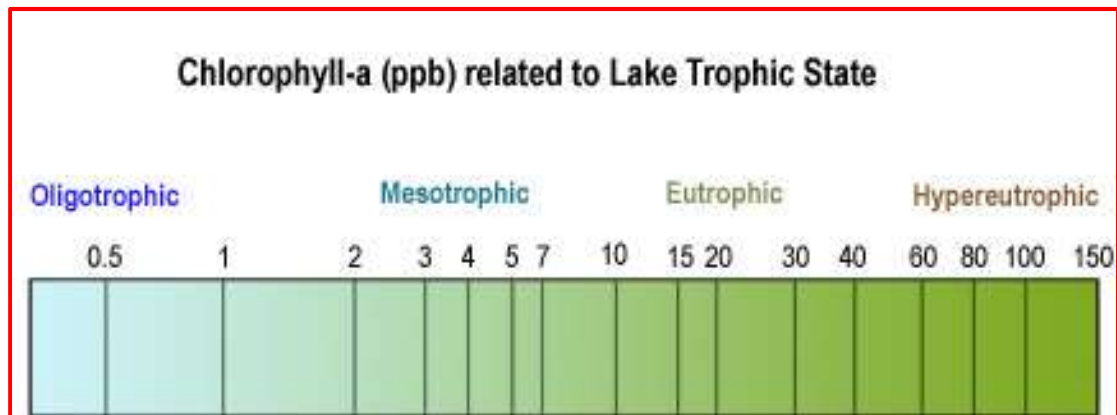 Chlorophyll-a (ppb) related to Lake Trophic State
Oligotrophic Mesotrophic Eutrophic Hypereutrophic
0.5 1 2 3 4 5 7 10 15 20 30 40 60 80 100 150